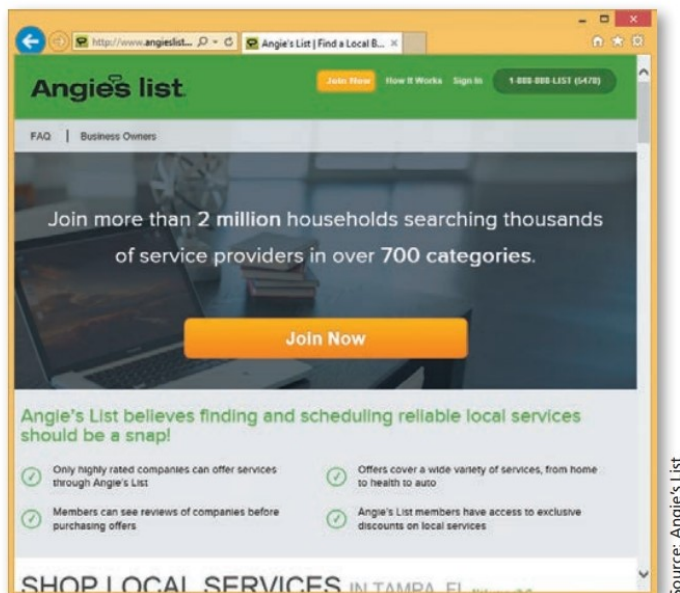 http://www.angieslist...
Angie's List | Find a Local B...
Angie's list
Join Now
How It Works
Sign In
1-888-888-LIST (5478)
FAQ | Business Owners
Join more than 2 million households searching thousands
of service providers in over 700 categories.
Join Now
Angie's List believes finding and scheduling reliable local services
should be a snap!
Only highly rated companies can offer services
through Angie's List
Offers cover a wide variety of services, from home
to health to auto
Members can see reviews of companies before
purchasing offers
Angie's List members have access to exclusive
discounts on local services
SHOP LOCAL SERVICES IN TAMPA, FL
Source: Angie's List